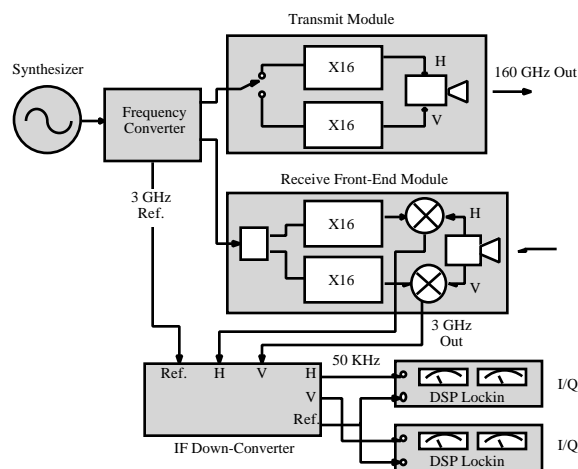 Transmit Module
Synthesizer
X16
H
160 GHz Out
Frequency
Converter
X16
V
3 GHz
Ref.
Receive Front-End Module
X16
H
X16
V
3 GHz
Out
50 KHz
Ref.
H
V
H
V
Ref.
I/Q
DSP Lockin
IF Down-Converter
I/Q
DSP Lockin